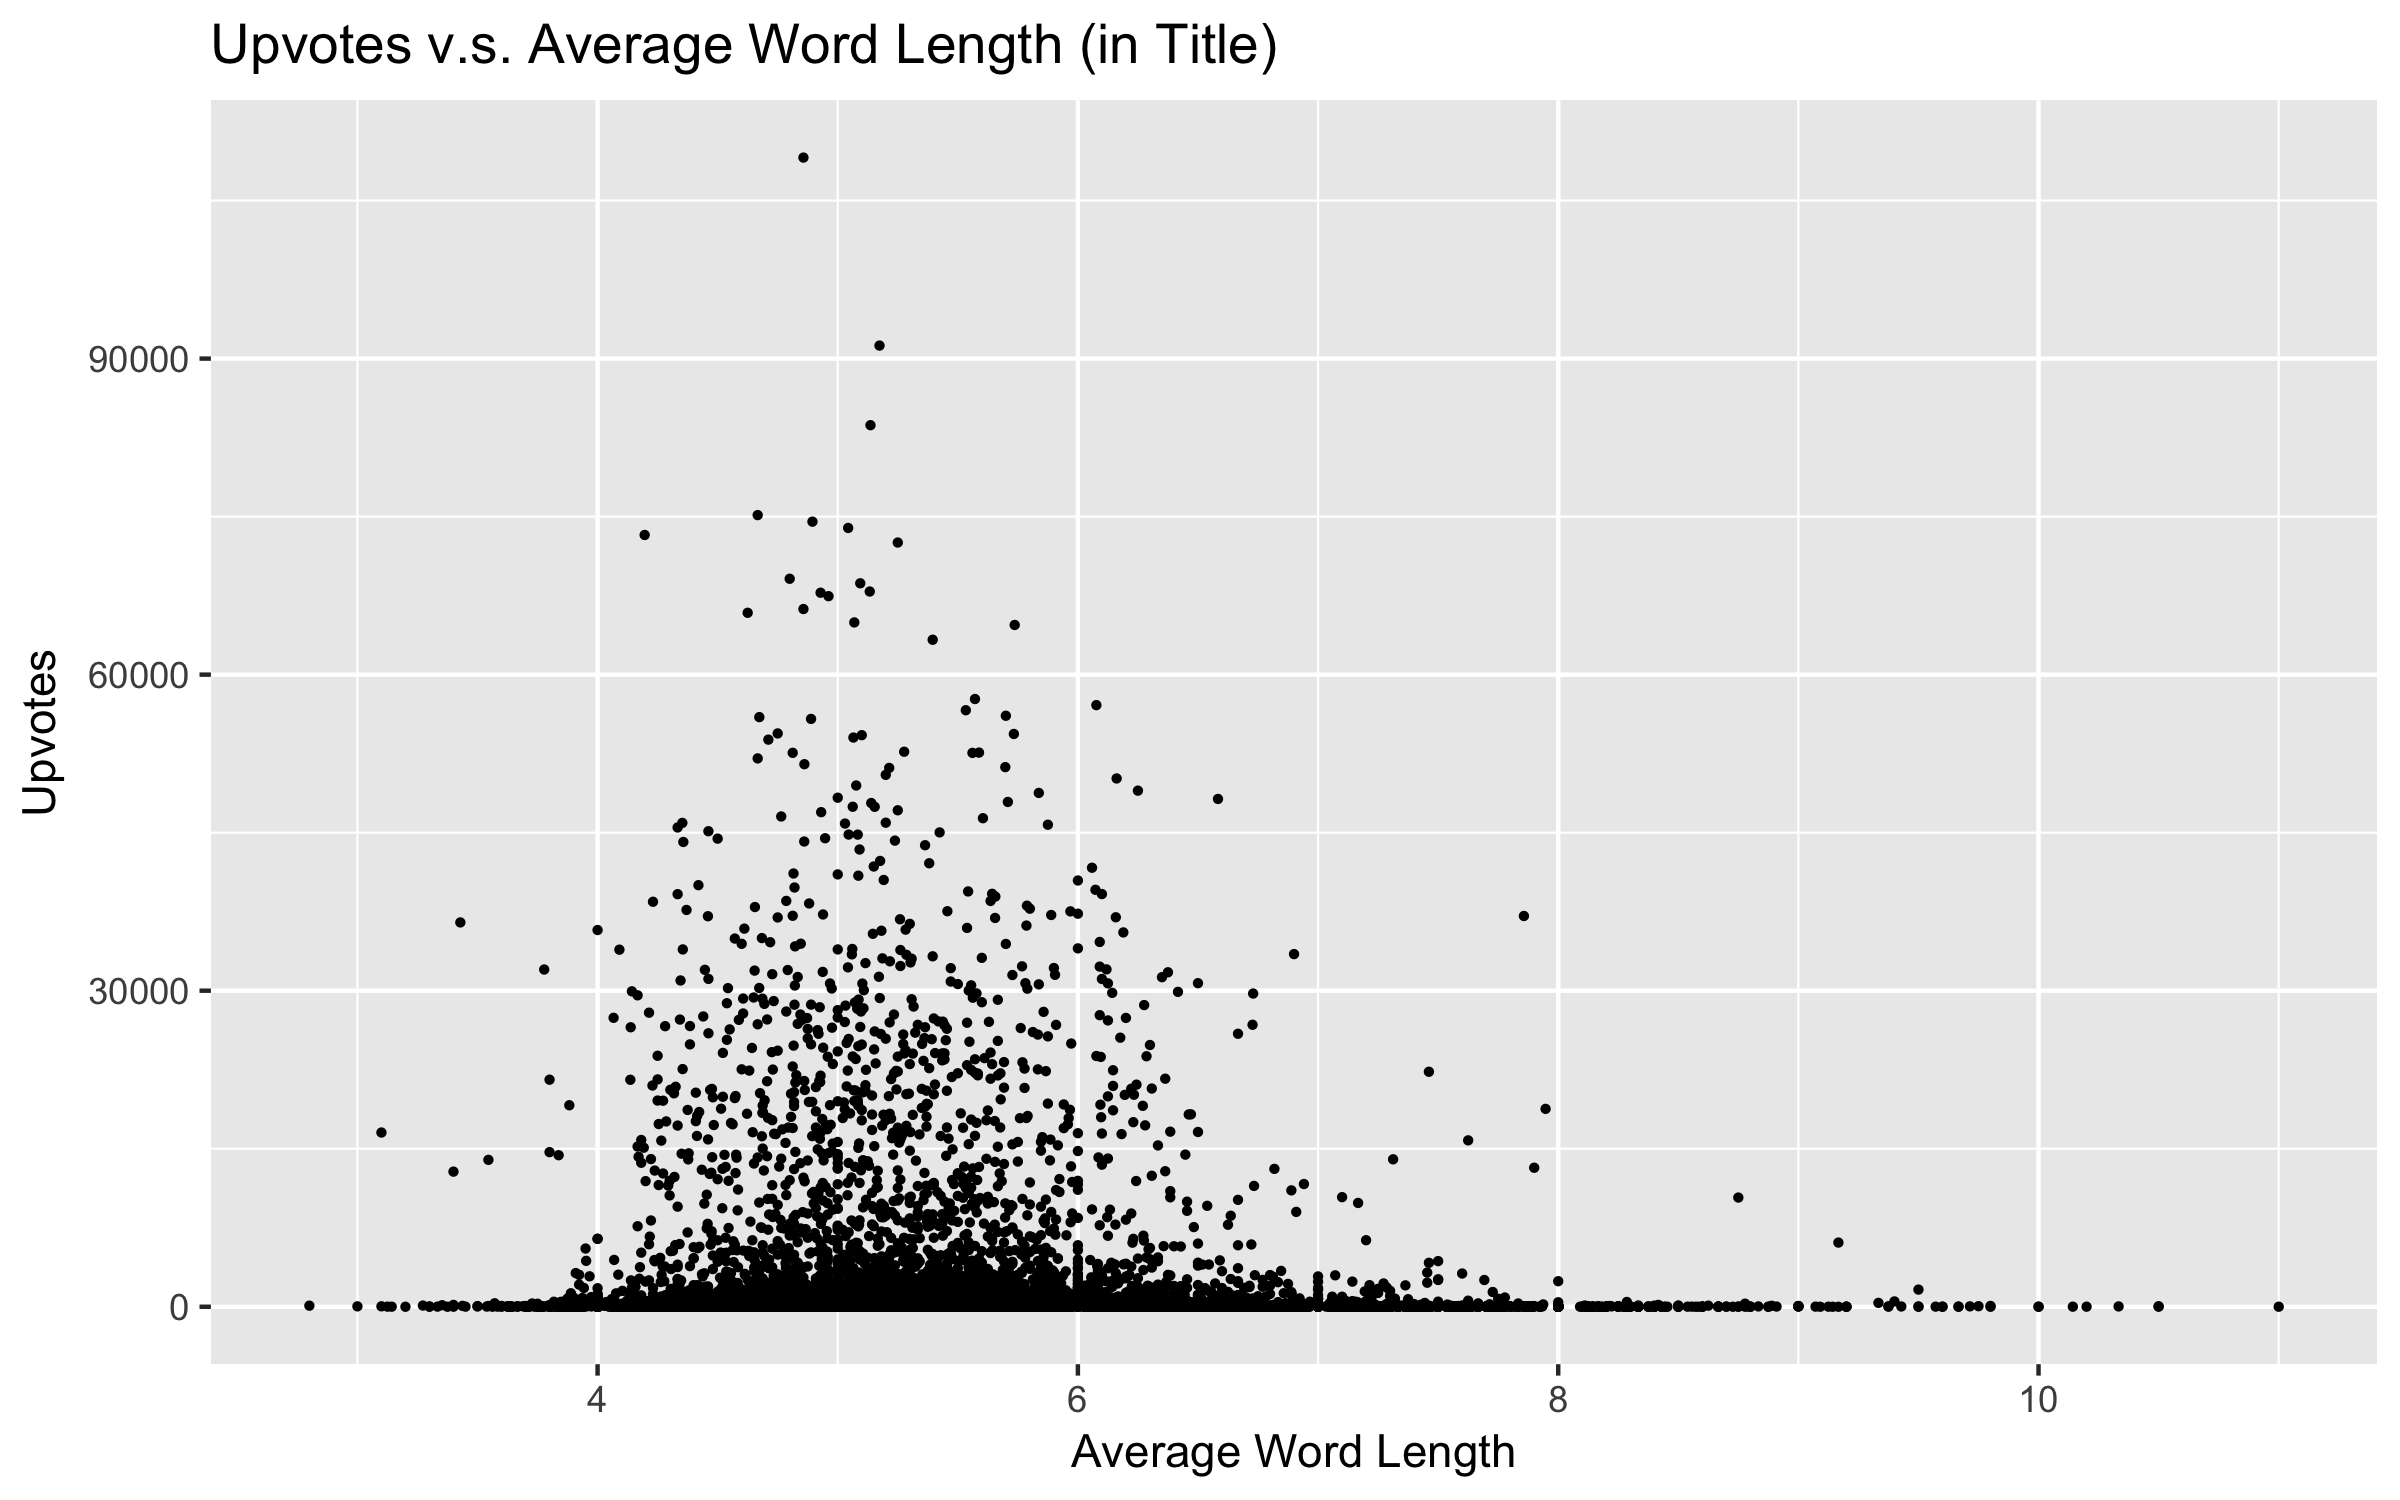 Upvotes v.s. Average Word Length (in Title)
90000
60000
30000
0
Upvotes
4 6 8 10
Average Word Length